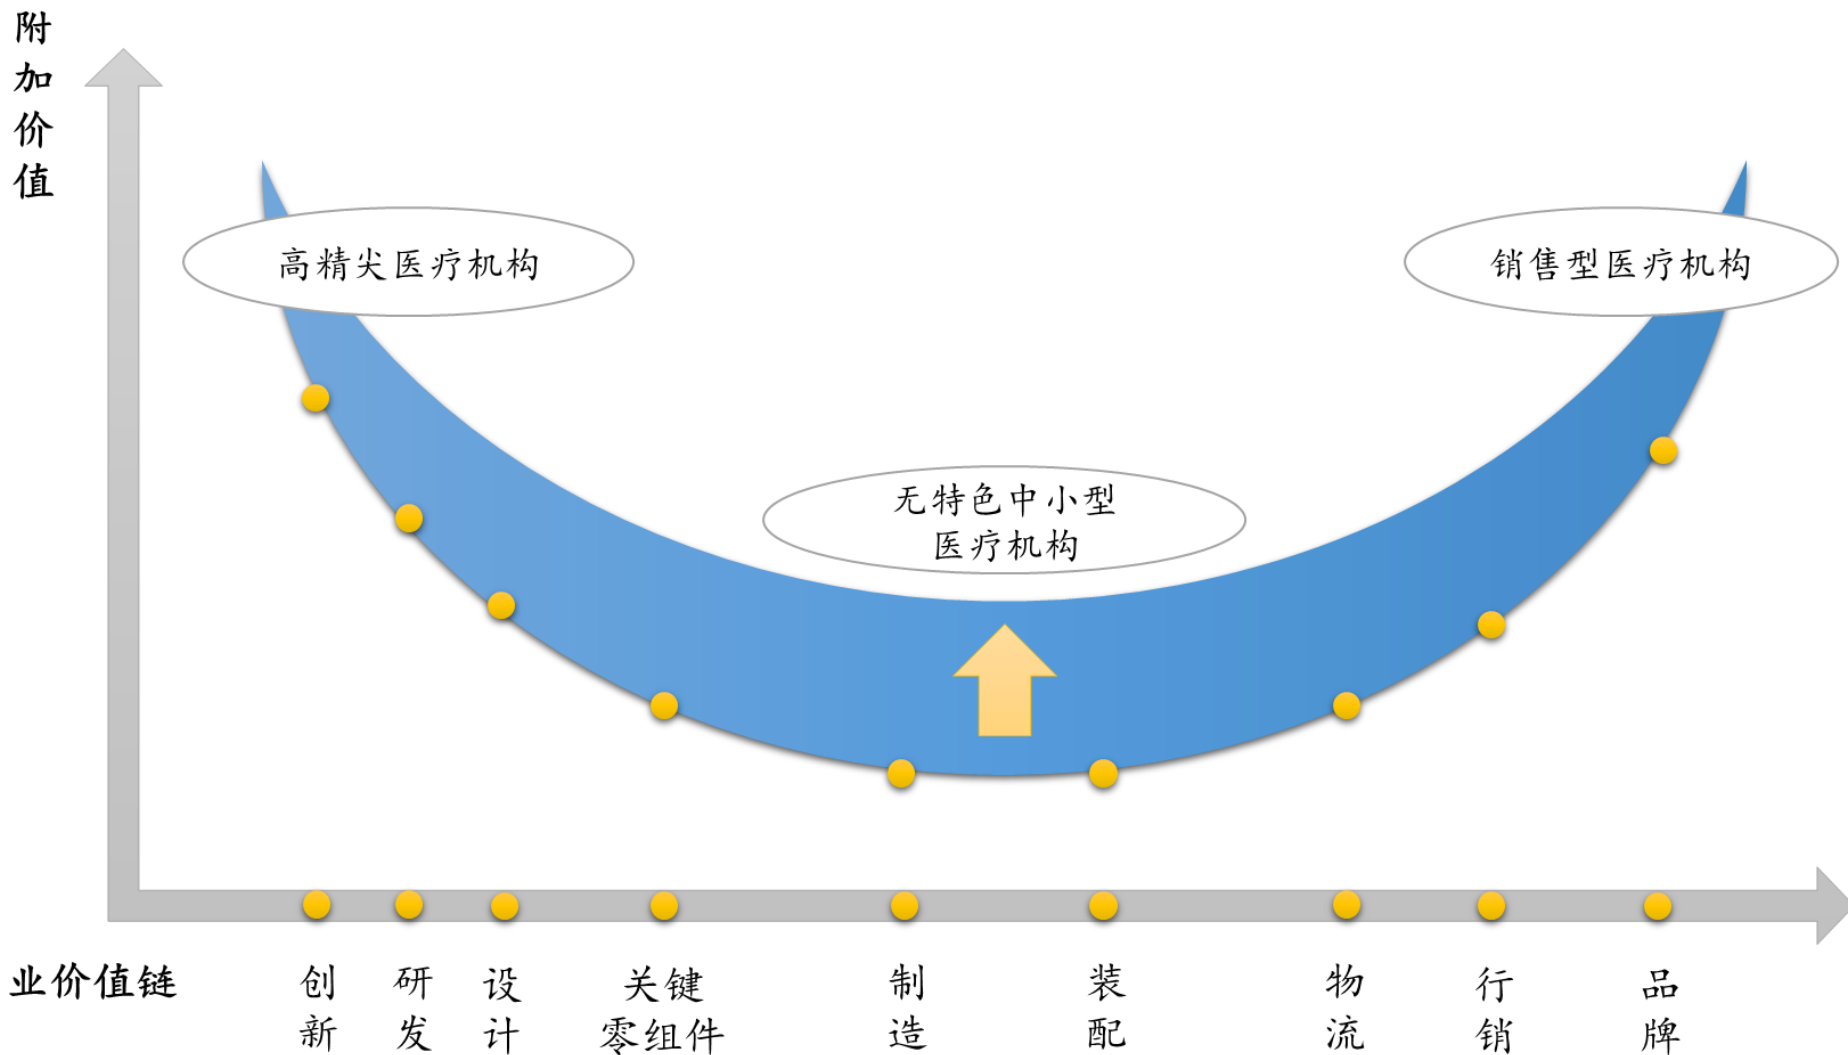 附加价值
高精尖医疗机构
销售型医疗机构
无特色中小型
医疗机构
业价值链
创新
研发
设计
关键
零组件
制造
装配
物流
行销
品牌